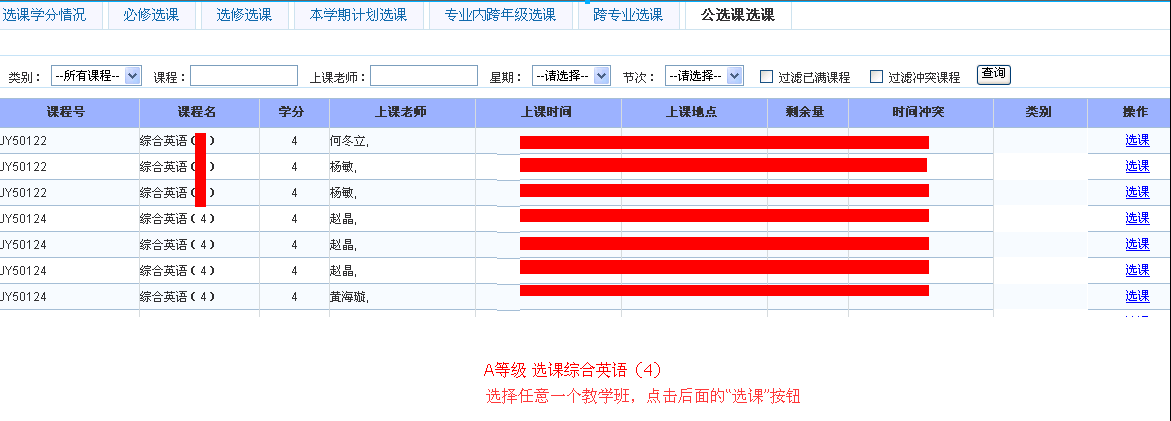 选课学分情况 必修选课 选修选课 本学期计划选课 专业内跨年级选课 跨专业选课 公选课选课
类别： --所有课程-- 课程： 上课老师： 星期： --请选择-- 节次： --请选择-- 过滤已满课程 过滤冲突课程 查询
课程号 课程名 学分 上课老师 上课时间 上课地点 剩余量 时间冲突 类别 操作
JY50122 综合英语（ ） 4 何冬立, 选课
JY50122 综合英语（ ） 4 杨敏, 选课
JY50122 综合英语（ ） 4 杨敏, 选课
JY50124 综合英语（4） 4 赵晶, 选课
JY50124 综合英语（4） 4 赵晶, 选课
JY50124 综合英语（4） 4 赵晶, 选课
JY50124 综合英语（4） 4 黄海璇, 选课
A等级 选课综合英语（4）
选择任意一个教学班，点击后面的“选课”按钮